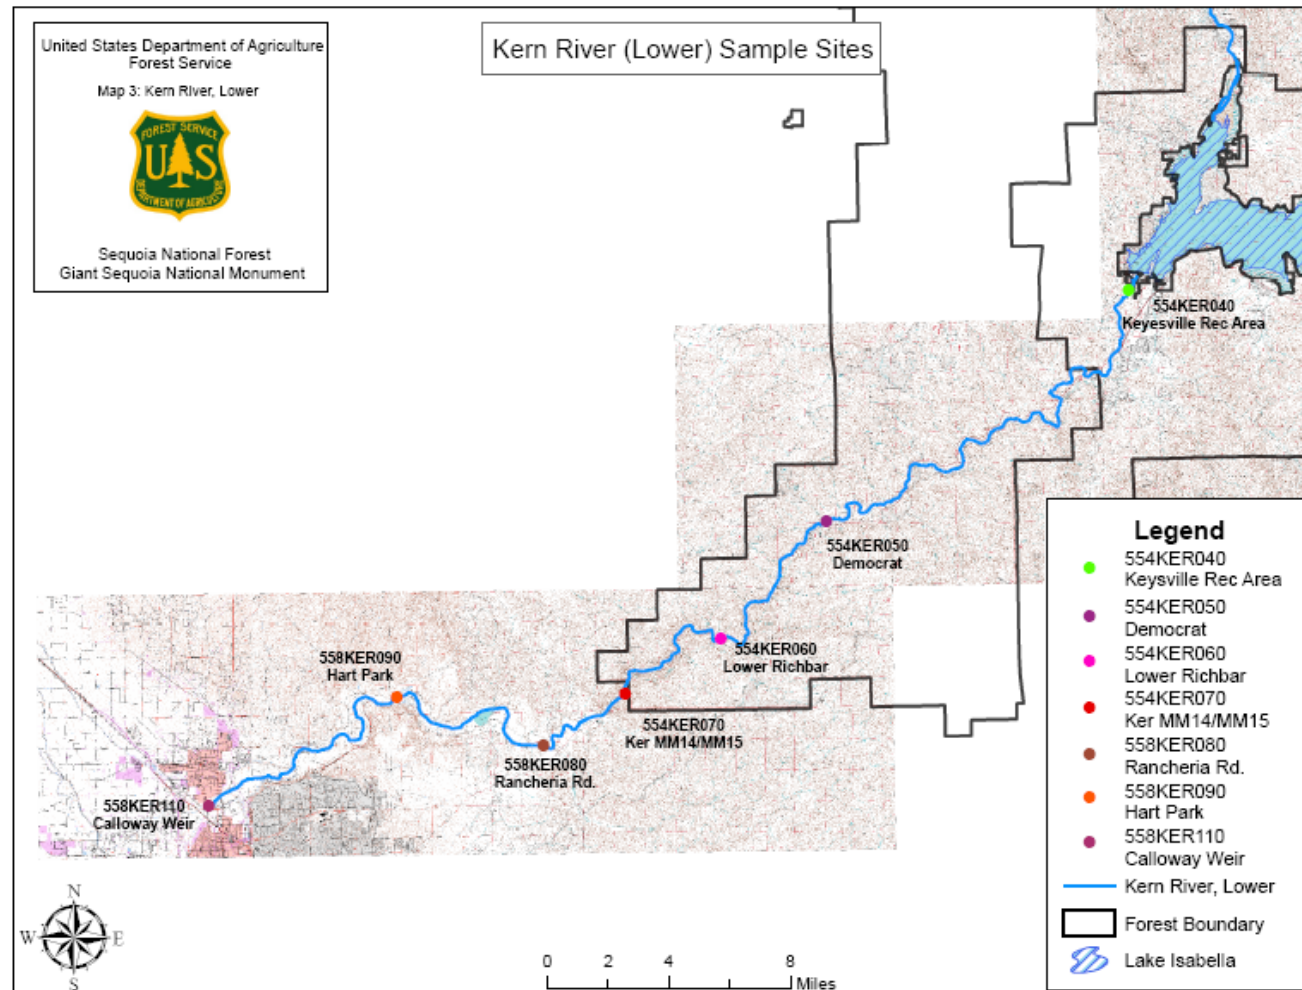 United States Department of Agriculture
Forest Service
Map 3: Kern River, Lower
FOREST SERVICE
U S
DEPARTMENT OF AGRICULTURE
Sequoia National Forest
Giant Sequoia National Monument
Kern River (Lower) Sample Sites
554KER040
Keyesville Rec Area
554KER050
Democrat
554KER060
Lower Richbar
554KER070
Ker MM14/MM15
558KER080
Rancheria Rd.
558KER090
Hart Park
558KER110
Calloway Weir
Legend
554KER040
Keysville Rec Area
554KER050
Democrat
554KER060
Lower Richbar
554KER070
Ker MM14/MM15
558KER080
Rancheria Rd.
558KER090
Hart Park
558KER110
Calloway Weir
Kern River, Lower
Forest Boundary
Lake Isabella
N
W E
S
0 2 4 8
Miles